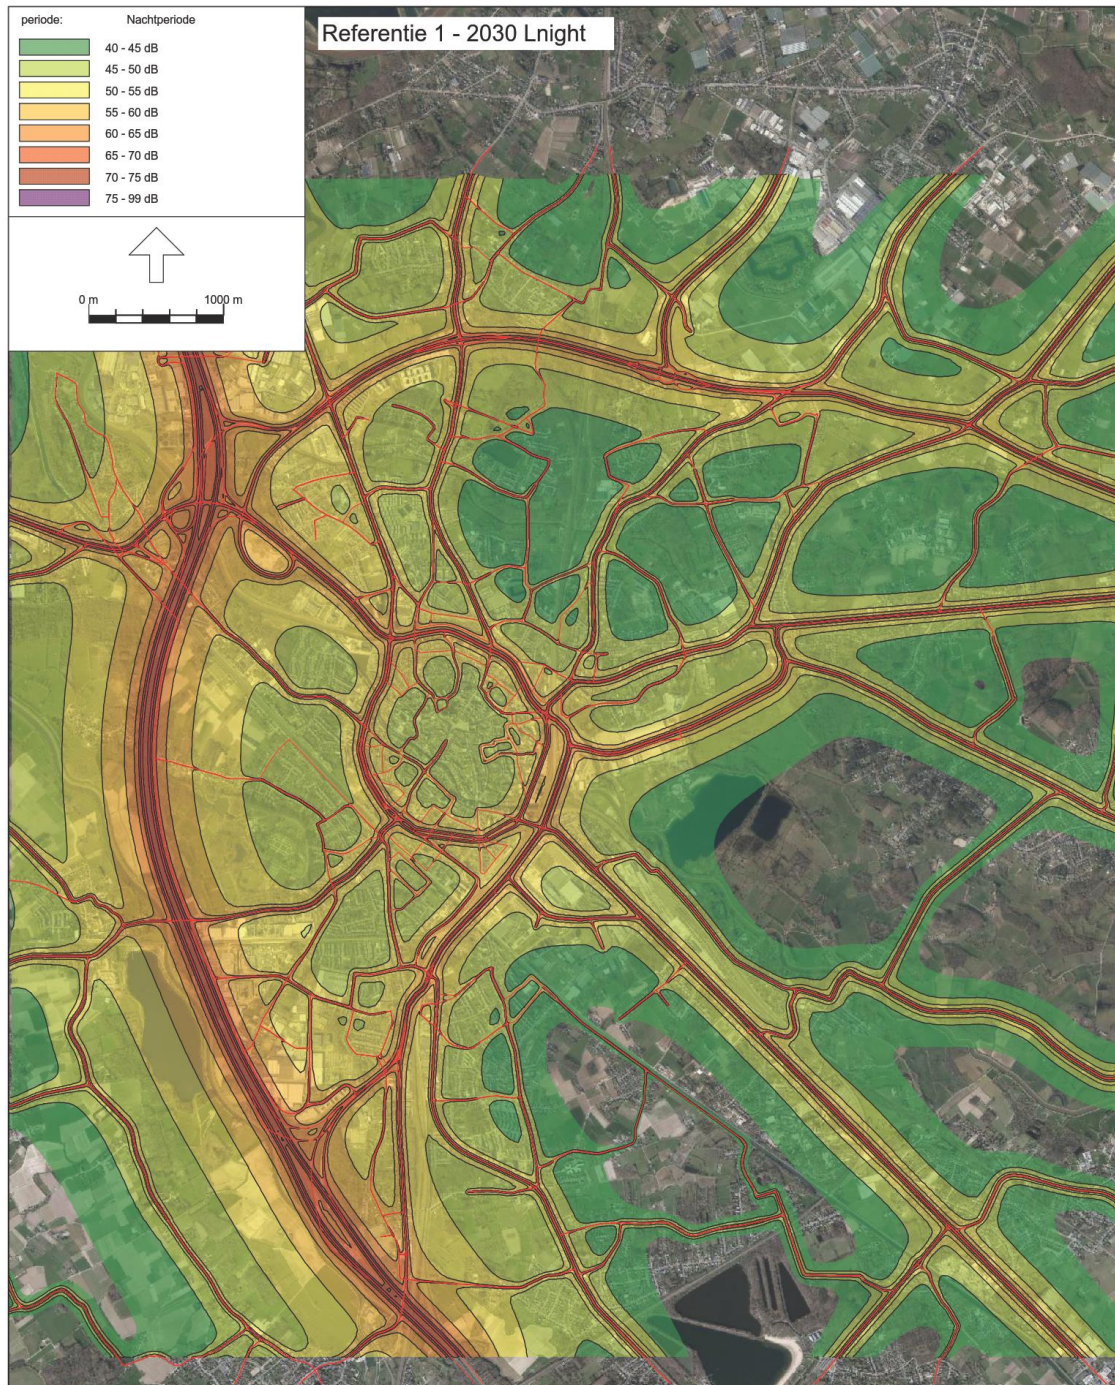 periode: Nachtperiode
40 - 45 dB
45 - 50 dB
50 - 55 dB
55 - 60 dB
60 - 65 dB
65 - 70 dB
70 - 75 dB
75 - 99 dB
0 m 1000 m
Referentie 1 - 2030 Lnight